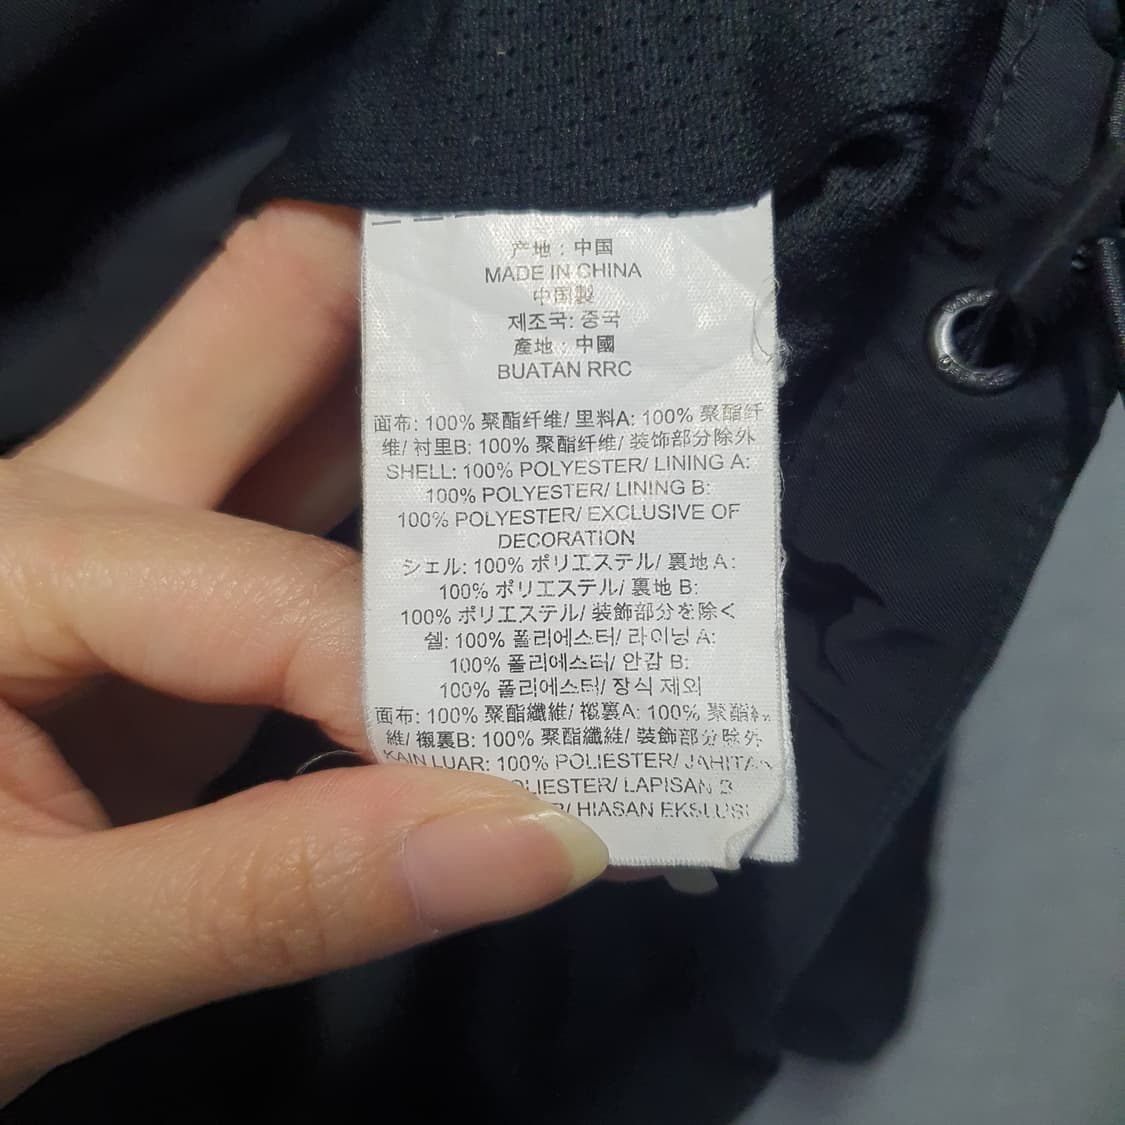 产地：中国
MADE IN CHINA
中国製
제조국: 중국
產地：中國
BUATAN RRC
面布: 100% 聚酯纤维/ 里料A: 100% 聚酯纤
维/ 衬里B: 100% 聚酯纤维/ 装饰部分除外
SHELL: 100% POLYESTER/ LINING A:
100% POLYESTER/ LINING B:
100% POLYESTER/ EXCLUSIVE OF
DECORATION
シェル: 100% ポリエステル/ 裏地 A:
100% ポリエステル/ 裏地 B:
100% ポリエステル/ 装飾部分を除く
쉘: 100% 폴리에스터/ 라이닝 A:
100% 폴리에스터/ 안감 B:
100% 폴리에스터/ 장식 제외
面布: 100% 聚酯纖維/ 襯裏A: 100% 聚酯
維/ 襯裏B: 100% 聚酯纖維/ 裝飾部分除外
KAIN LUAR: 100% POLIESTER/ JAHITAN
OLIESTER/ LAPISAN B
/ HIASAN EKSLUSI